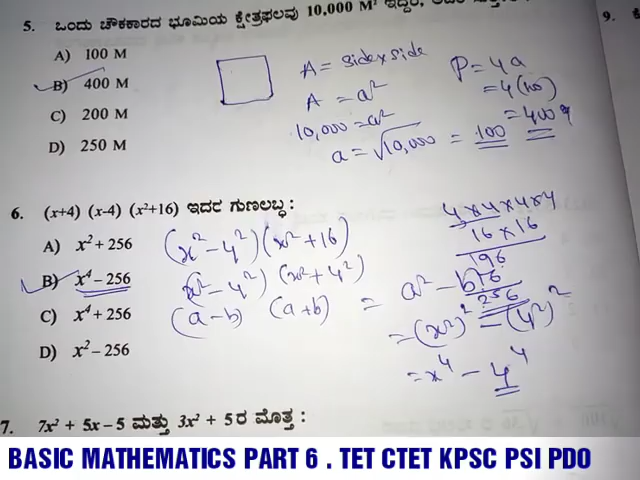 5. ಒಂದು ಚೌಕಾಕಾರದ ಭೂಮಿಯ ಕ್ಷೇತ್ರಫಲವು 10,000 M² ಇದ್ದರೆ,
9.
A) 100 M
B) 400 M
C) 200 M
D) 250 M
A = side x side
A = a²
10,000 = a²
a = √10,000 = 100
P = 4a
= 4(100)
= 400
6. (x+4) (x-4) (x²+16) ಇದರ ಗುಣಲಬ್ಧ :
A) x² + 256
B) x⁴ – 256
C) x⁴ + 256
D) x² – 256
(x² – 4²) (x² + 16)
(x² – 4²) (x² + 4²)
(a – b) (a + b) = a² – b²
= (x²)² – (4²)²
= x⁴ – 4⁴
4 x 4 x 4 x 4
16 x 16
196
256
7. 7x² + 5x – 5 ಮತ್ತು 3x² + 5 ರ ಮೊತ್ತ :
BASIC MATHEMATICS PART 6 . TET CTET KPSC PSI PDO